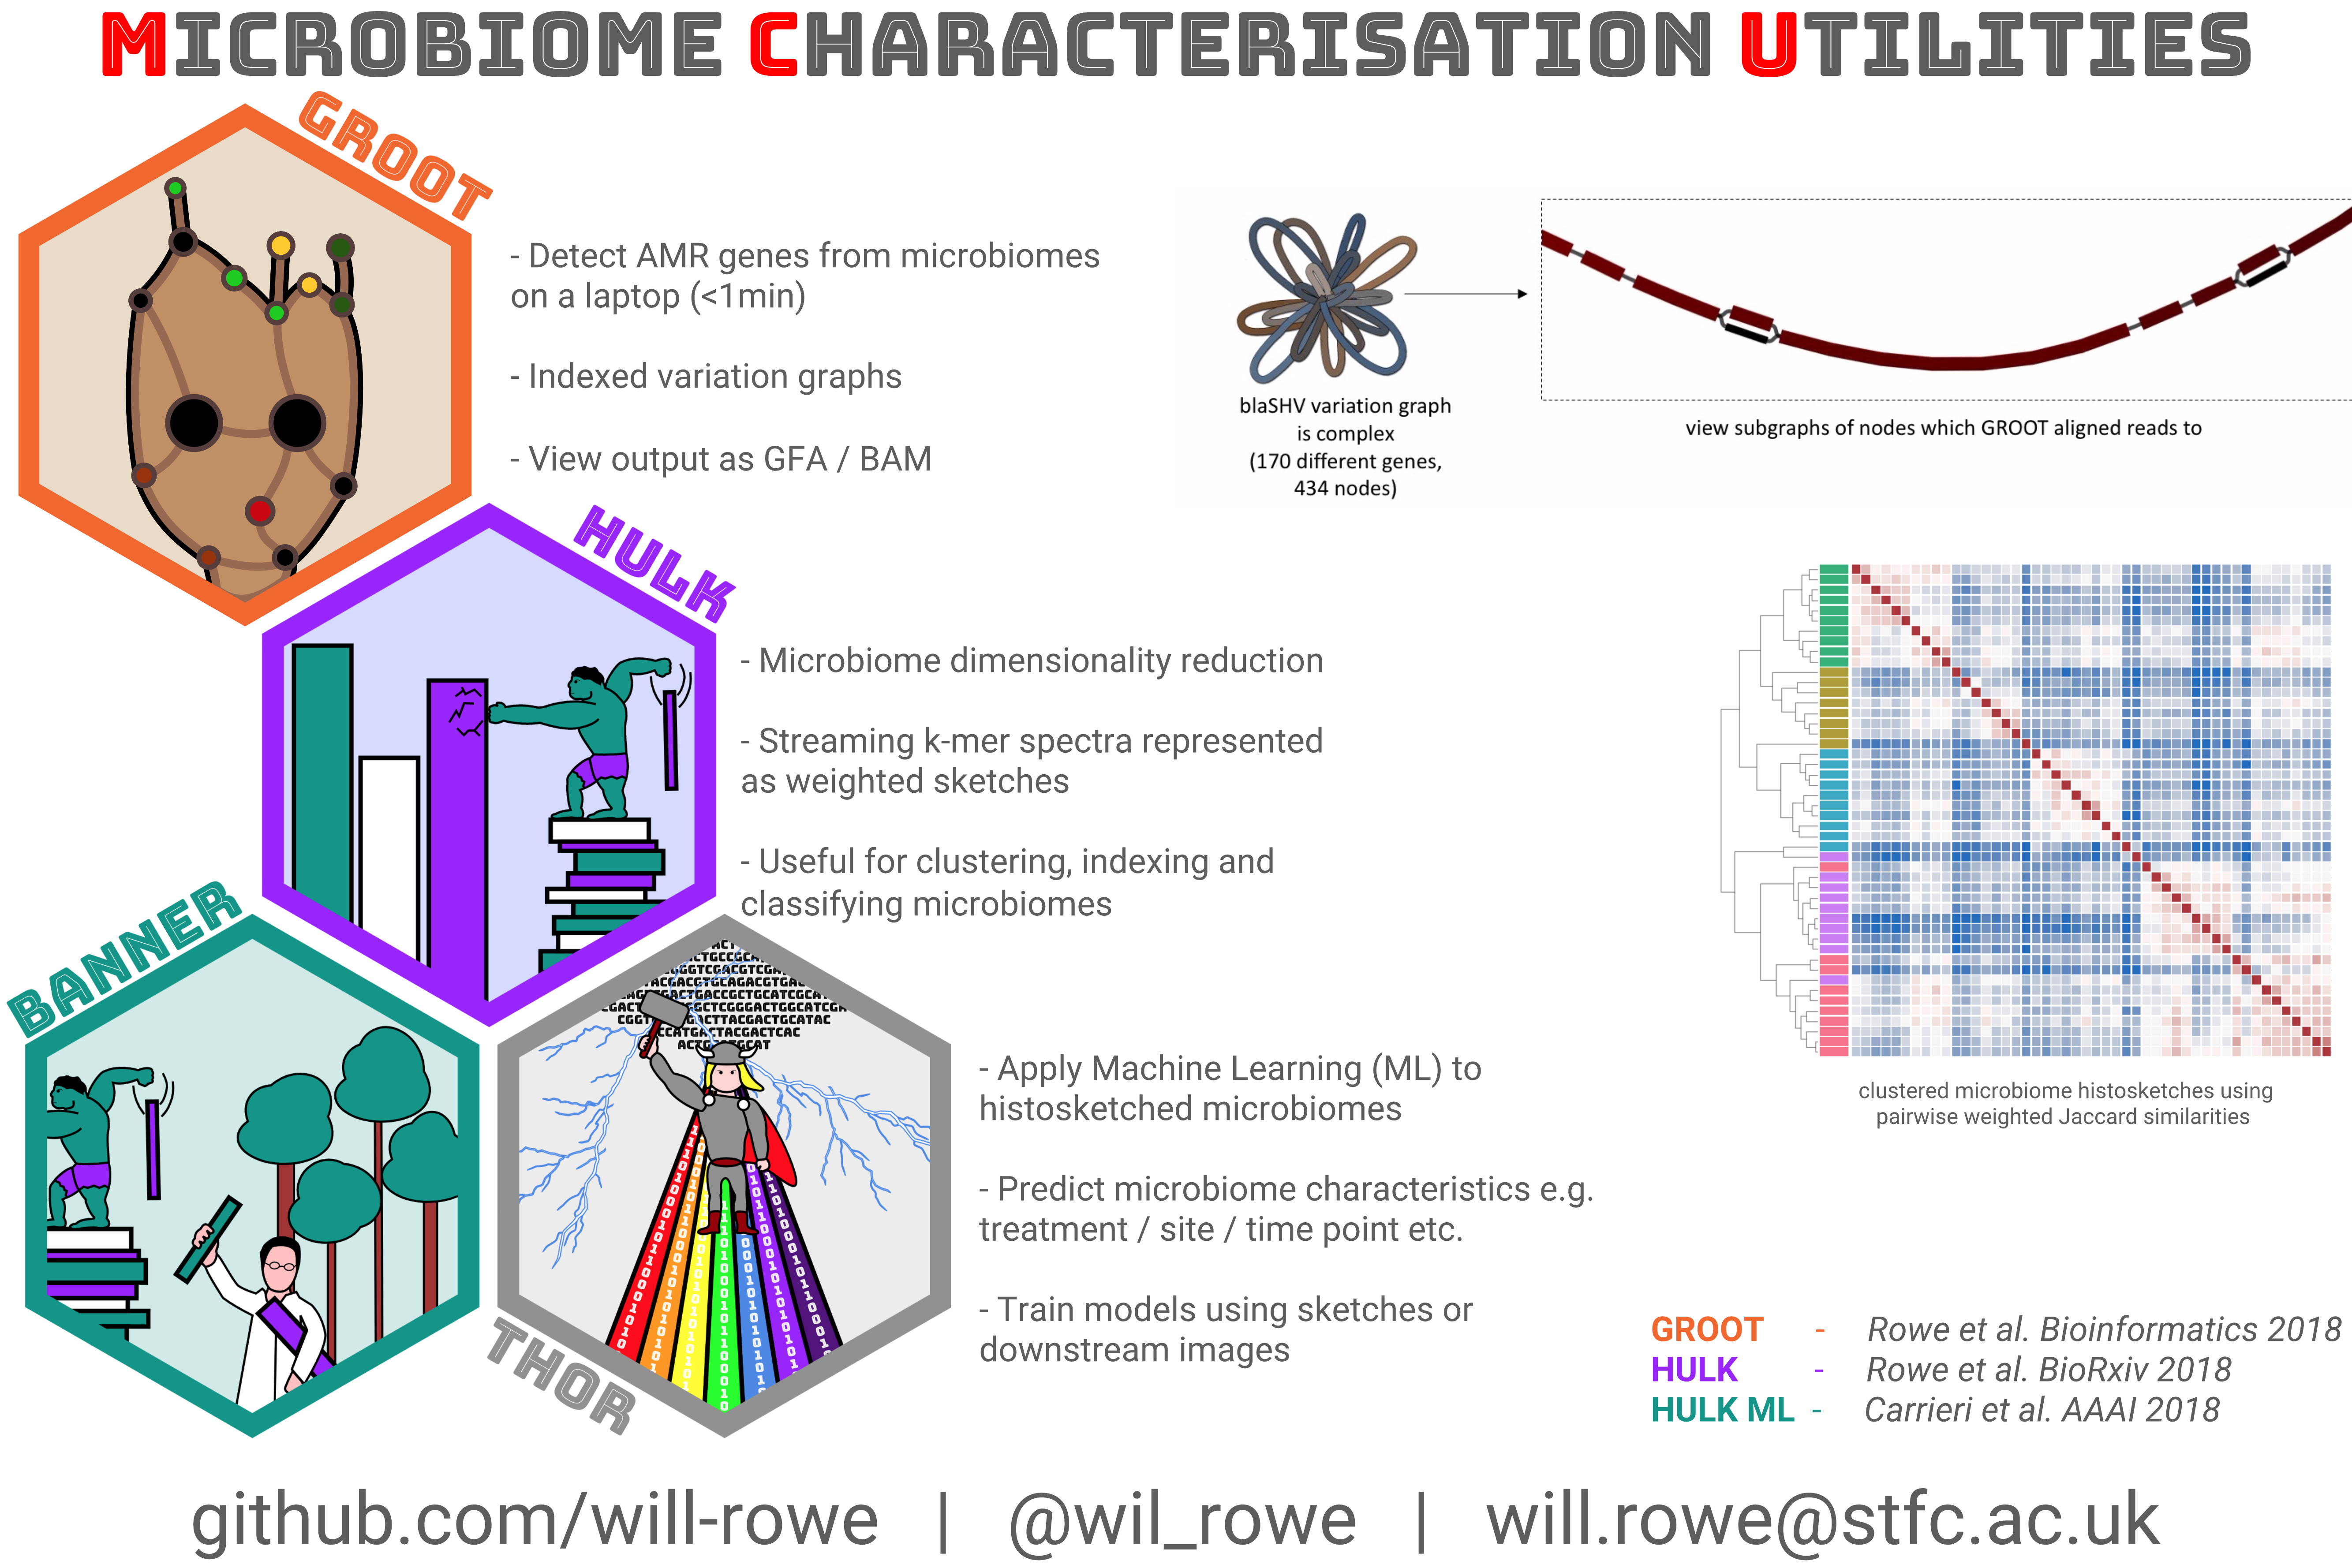 MICROBIOME CHARACTERISATION UTILITIES
GROOT
- Detect AMR genes from microbiomes
on a laptop (<1min)
- Indexed variation graphs
- View output as GFA / BAM
blaSHV variation graph
is complex
(170 different genes,
434 nodes)
view subgraphs of nodes which GROOT aligned reads to
HULK
- Microbiome dimensionality reduction
- Streaming k-mer spectra represented
as weighted sketches
- Useful for clustering, indexing and
classifying microbiomes
clustered microbiome histosketches using
pairwise weighted Jaccard similarities
BANNER
THOR
- Apply Machine Learning (ML) to
histosketched microbiomes
- Predict microbiome characteristics e.g.
treatment / site / time point etc.
- Train models using sketches or
downstream images
GROOT - Rowe et al. Bioinformatics 2018
HULK - Rowe et al. BioRxiv 2018
HULK ML - Carrieri et al. AAAI 2018
github.com/will-rowe | @wil_rowe | will.rowe@stfc.ac.uk